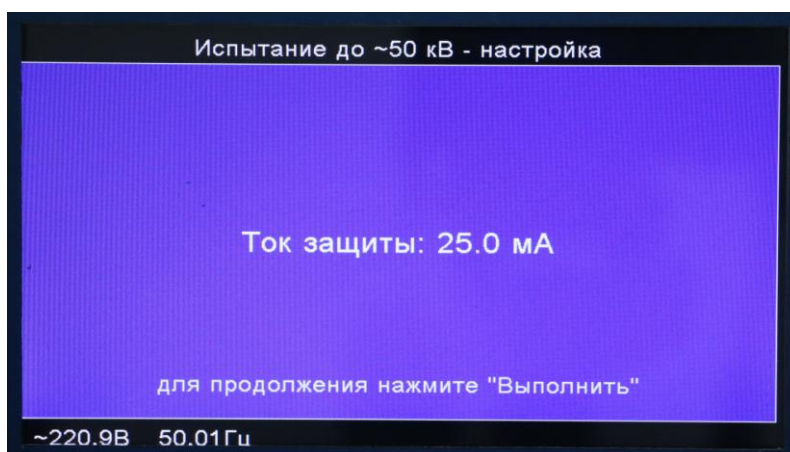 Испытание до ~50 кВ - настройка
Ток защиты: 25.0 мА
для продолжения нажмите "Выполнить"
~220.9В 50.01Гц